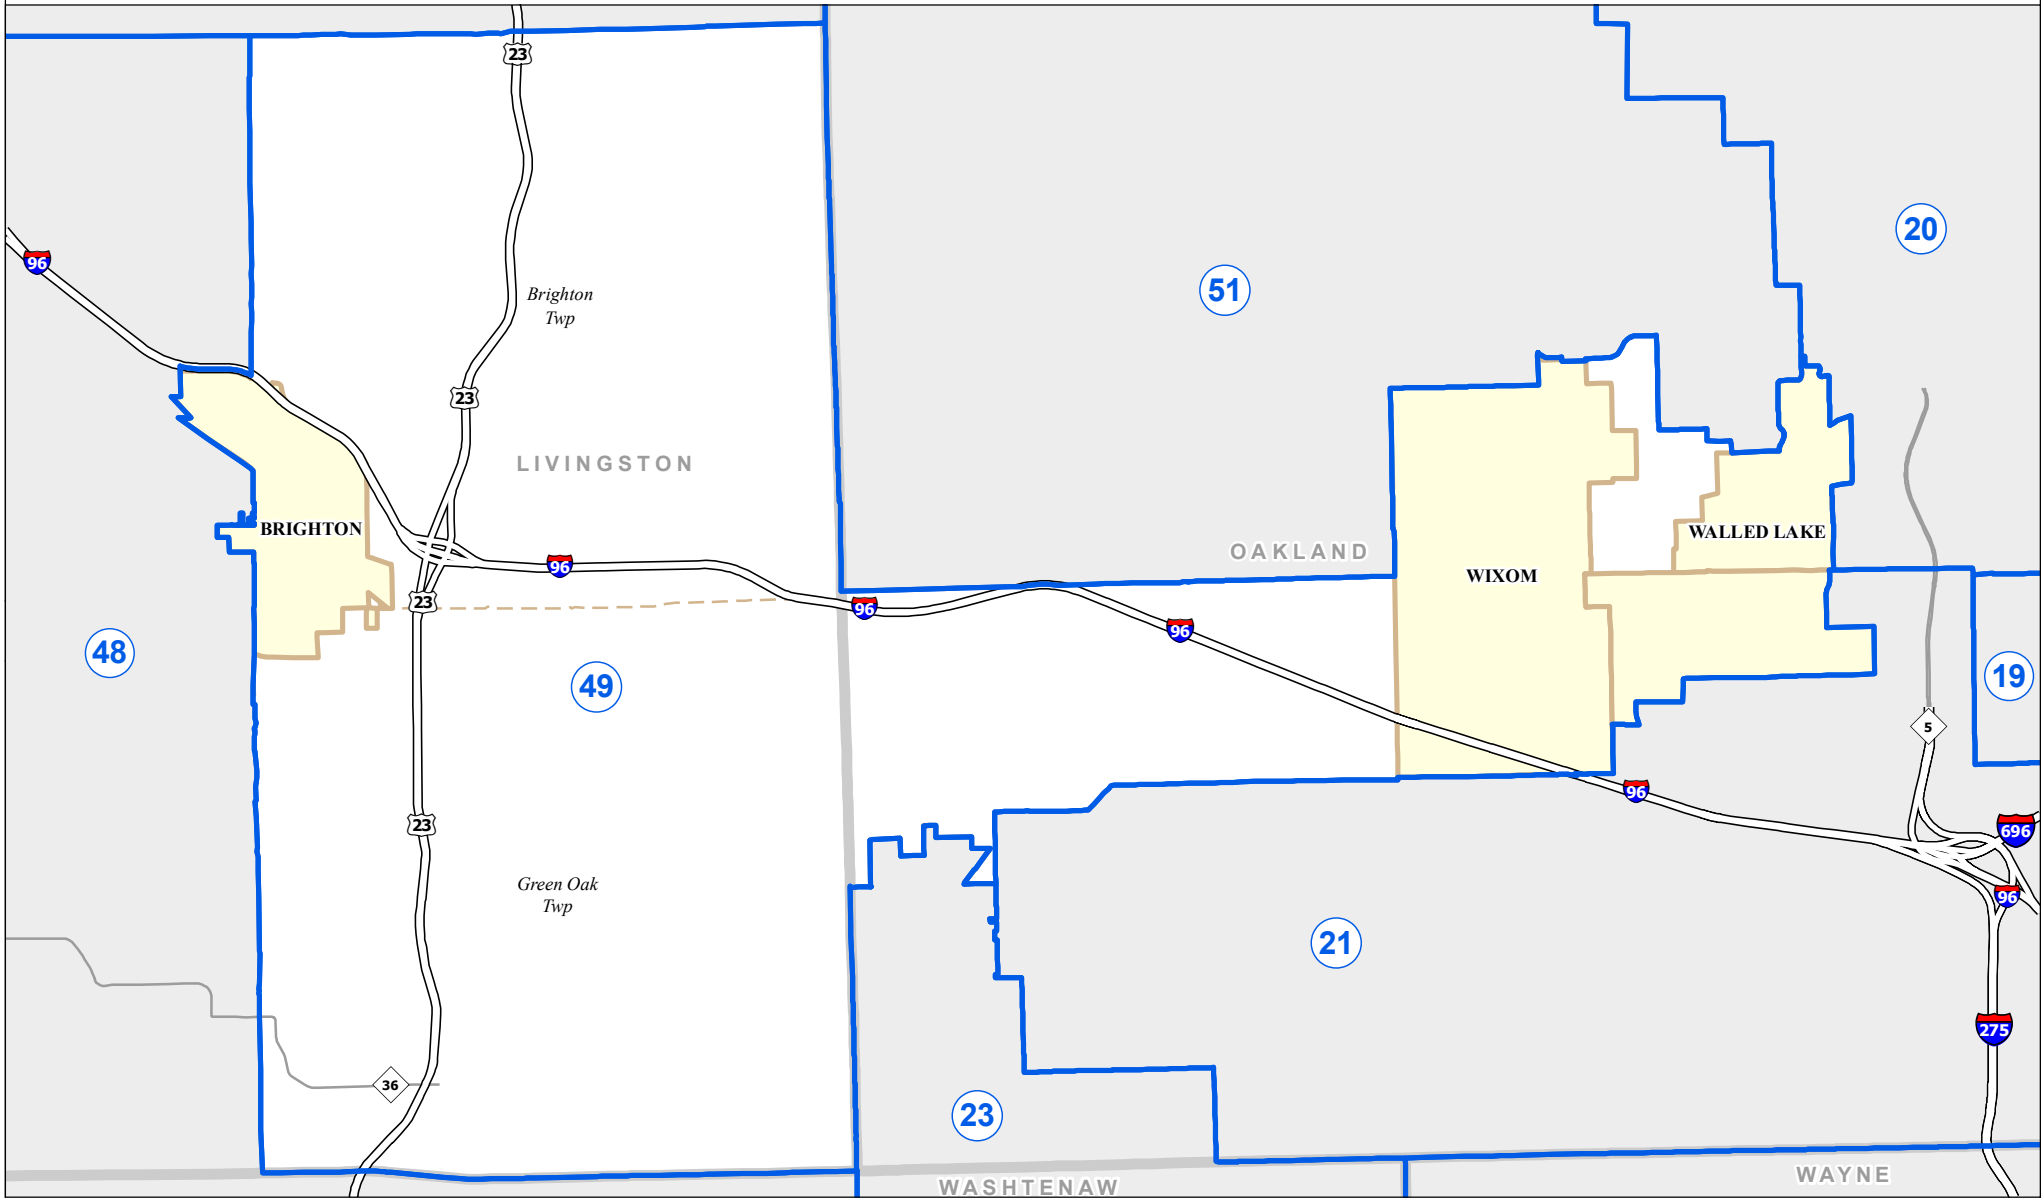 23
20
96
51
Brighton
Twp
23
LIVINGSTON
BRIGHTON
WALLED LAKE
OAKLAND
96
WIXOM
23
96
96
48
49
19
5
96
23
696
Green Oak
Twp
96
21
275
36
23
WAYNE
WASHTENAW